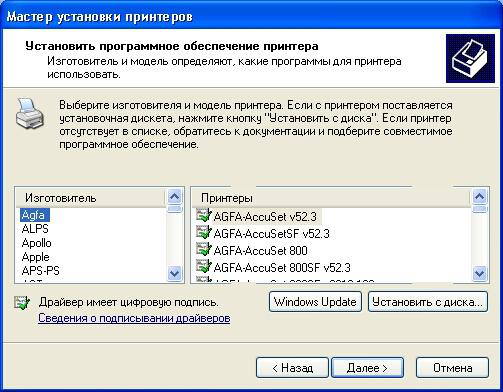 Мастер установки принтеров
Установить программное обеспечение принтера
Изготовитель и модель определяют, какие программы для принтера
использовать.
Выберите изготовителя и модель принтера. Если с принтером поставляется
установочная дискета, нажмите кнопку "Установить с диска". Если принтер
отсутствует в списке, обратитесь к документации и подберите совместимое
программное обеспечение.
Изготовитель
Agfa
ALPS
Apollo
Apple
APS-PS
Принтеры
AGFA-AccuSet v52.3
AGFA-AccuSetSF v52.3
AGFA-AccuSet 800
AGFA-AccuSet 800SF v52.3
Драйвер имеет цифровую подпись.
Сведения о подписывании драйверов
Windows Update
Установить с диска...
< Назад
Далее >
Отмена